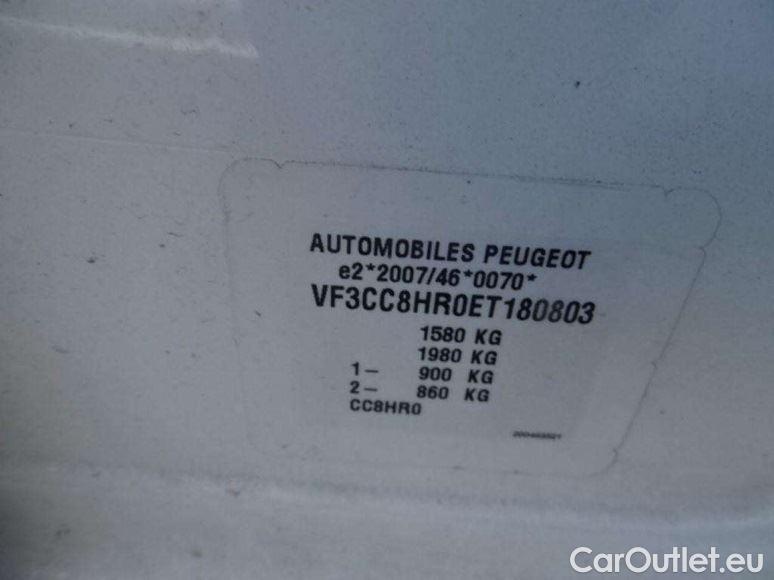 AUTOMOBILES PEUGEOT
e2*2007/46*0070*
VF3CC8HR0ET180803
1580 KG
1980 KG
1- 900 KG
2- 860 KG
CC8HR0
CarOutlet.eu